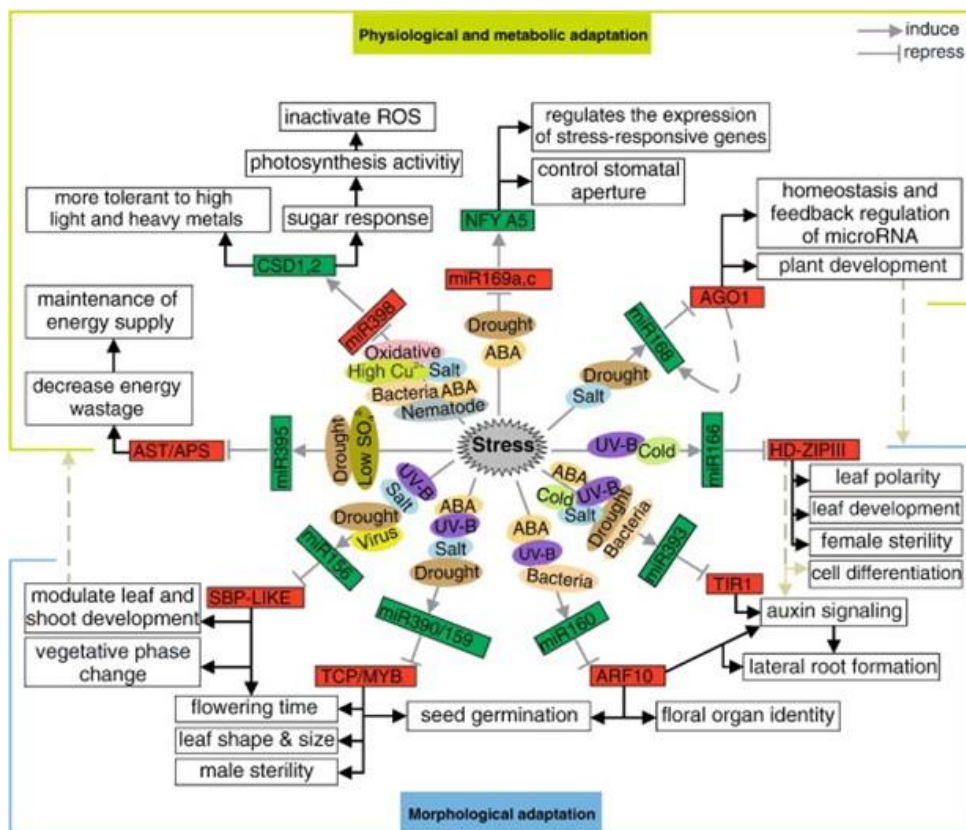 Physiological and metabolic adaptation
induce
repress
inactivate ROS
photosynthesis activitiy
sugar response
more tolerant to high
light and heavy metals
CSD1,2
miR398
regulates the expression
of stress-responsive genes
control stomatal
aperture
NFY A5
miR169a,c
homeostasis and
feedback regulation
of microRNA
plant development
AGO1
miR168
maintenance of
energy supply
decrease energy
wastage
AST/APS
miR395
Drought
Low SO₄
Oxidative
High Cu²⁺
Salt
Bacteria
ABA
Nematode
Drought
ABA
Drought
Salt
Stress
UV-B
Cold
miR166
HD-ZIPIII
leaf polarity
leaf development
female sterility
cell differentiation
UV-B
Salt
Drought
Virus
miR156
SBP-LIKE
modulate leaf and
shoot development
vegetative phase
change
flowering time
leaf shape & size
male sterility
ABA
UV-B
Salt
Drought
miR390/159
TCP/MYB
seed germination
ABA
UV-B
Bacteria
miR160
ARF10
floral organ identity
ABA
Cold
UV-B
Salt
Drought
Bacteria
miR393
TIR1
auxin signaling
lateral root formation
Morphological adaptation